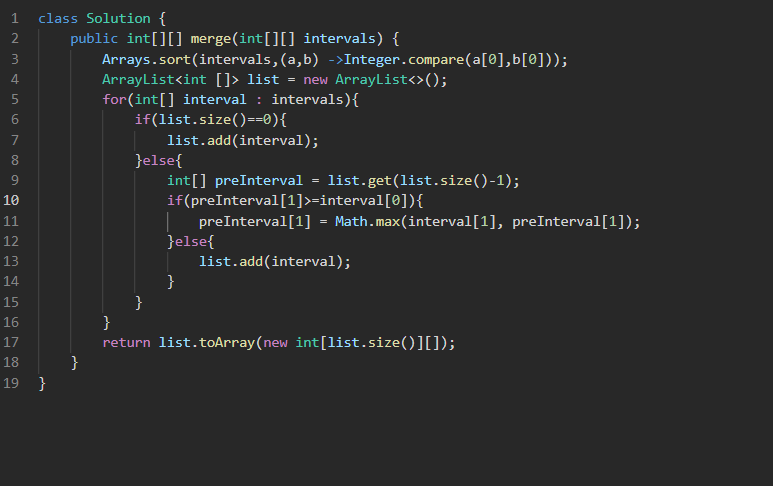 1 class Solution {
2 public int[][] merge(int[][] intervals) {
3 Arrays.sort(intervals,(a,b) ->Integer.compare(a[0],b[0]));
4 ArrayList<int []> list = new ArrayList<>();
5 for(int[] interval : intervals){
6 if(list.size()==0){
7 list.add(interval);
8 }else{
9 int[] preInterval = list.get(list.size()-1);
10 if(preInterval[1]>=interval[0]){
11 preInterval[1] = Math.max(interval[1], preInterval[1]);
12 }else{
13 list.add(interval);
14 }
15 }
16 }
17 return list.toArray(new int[list.size()][]);
18 }
19 }